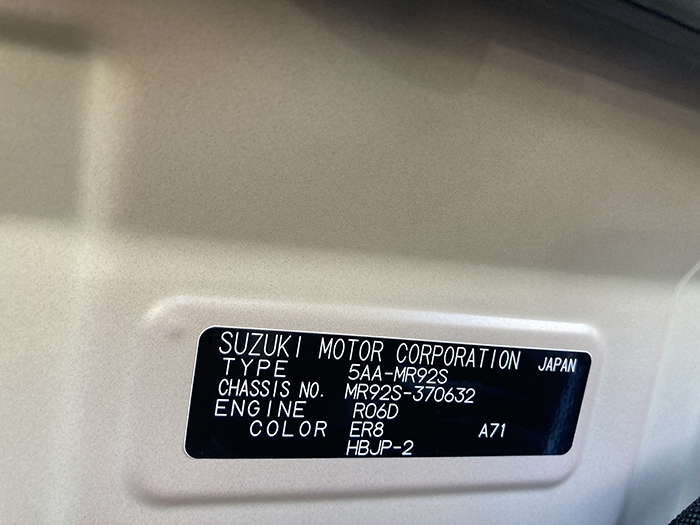 SUZUKI MOTOR CORPORATION JAPAN
TYPE 5AA-MR92S
CHASSIS NO. MR92S-370632
ENGINE R06D
COLOR ER8 A71
HBJP-2